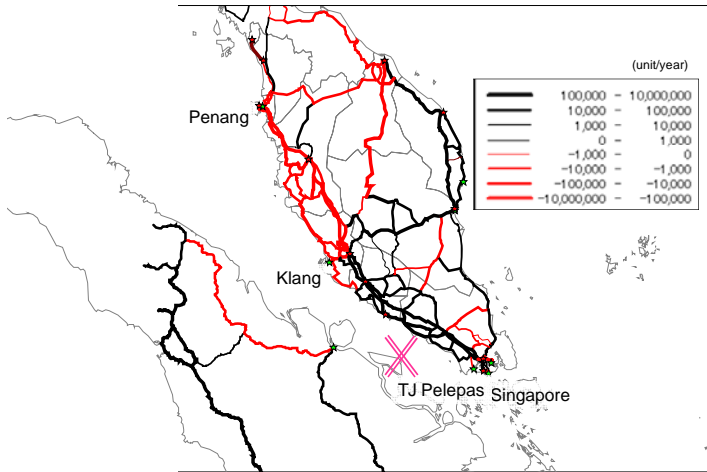 (unit/year)
100,000 – 10,000,000
10,000 – 100,000
1,000 – 10,000
0 – 1,000
−1,000 – 0
−10,000 – −1,000
−100,000 – −10,000
−10,000,000 – −100,000
Penang
Klang
TJ Pelepas
Singapore